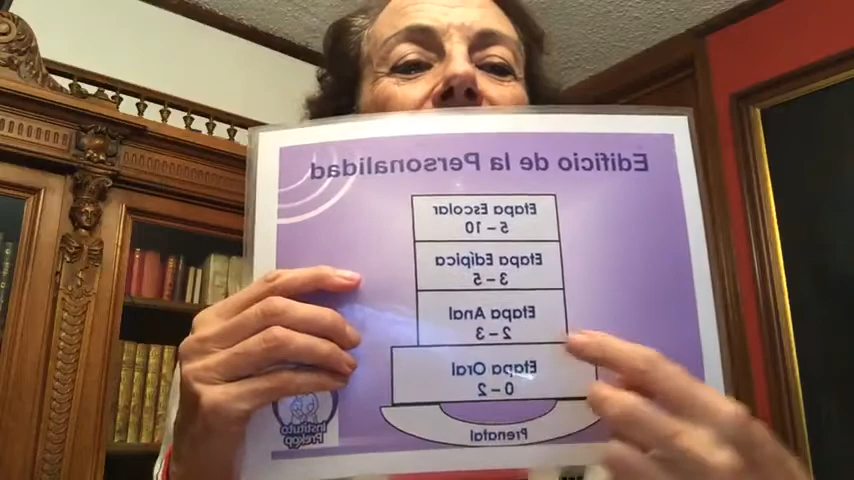 Edificio de la Personalidad
Etapa Escolar
5 – 10
Etapa Edípica
3 – 5
Etapa Anal
2 – 3
Etapa Oral
0 – 2
Prenatal
Instituto
Prekop